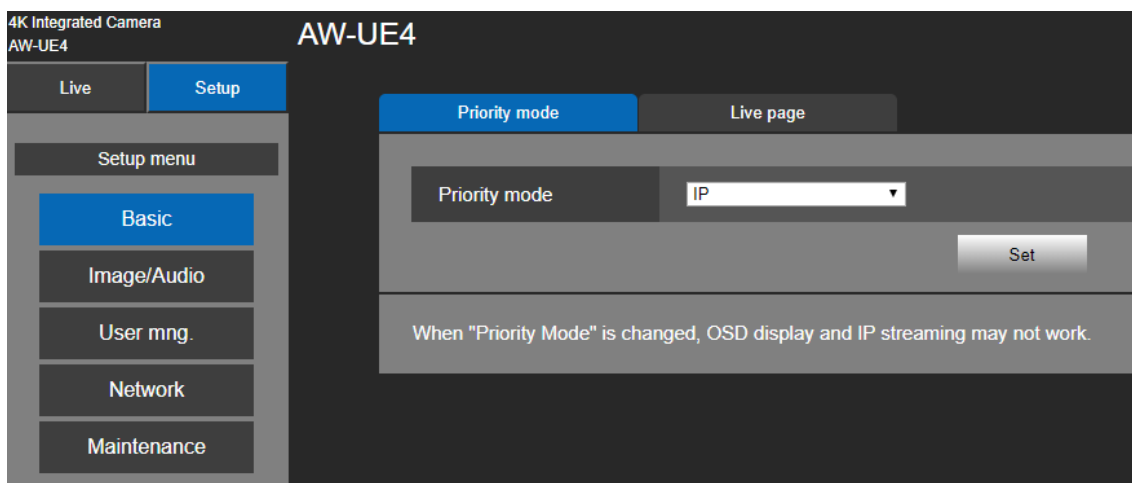 4K Integrated Camera
AW-UE4
AW-UE4
Live
Setup
Priority mode
Live page
Setup menu
Priority mode
IP
Basic
Set
Image/Audio
User mng.
When "Priority Mode" is changed, OSD display and IP streaming may not work.
Network
Maintenance